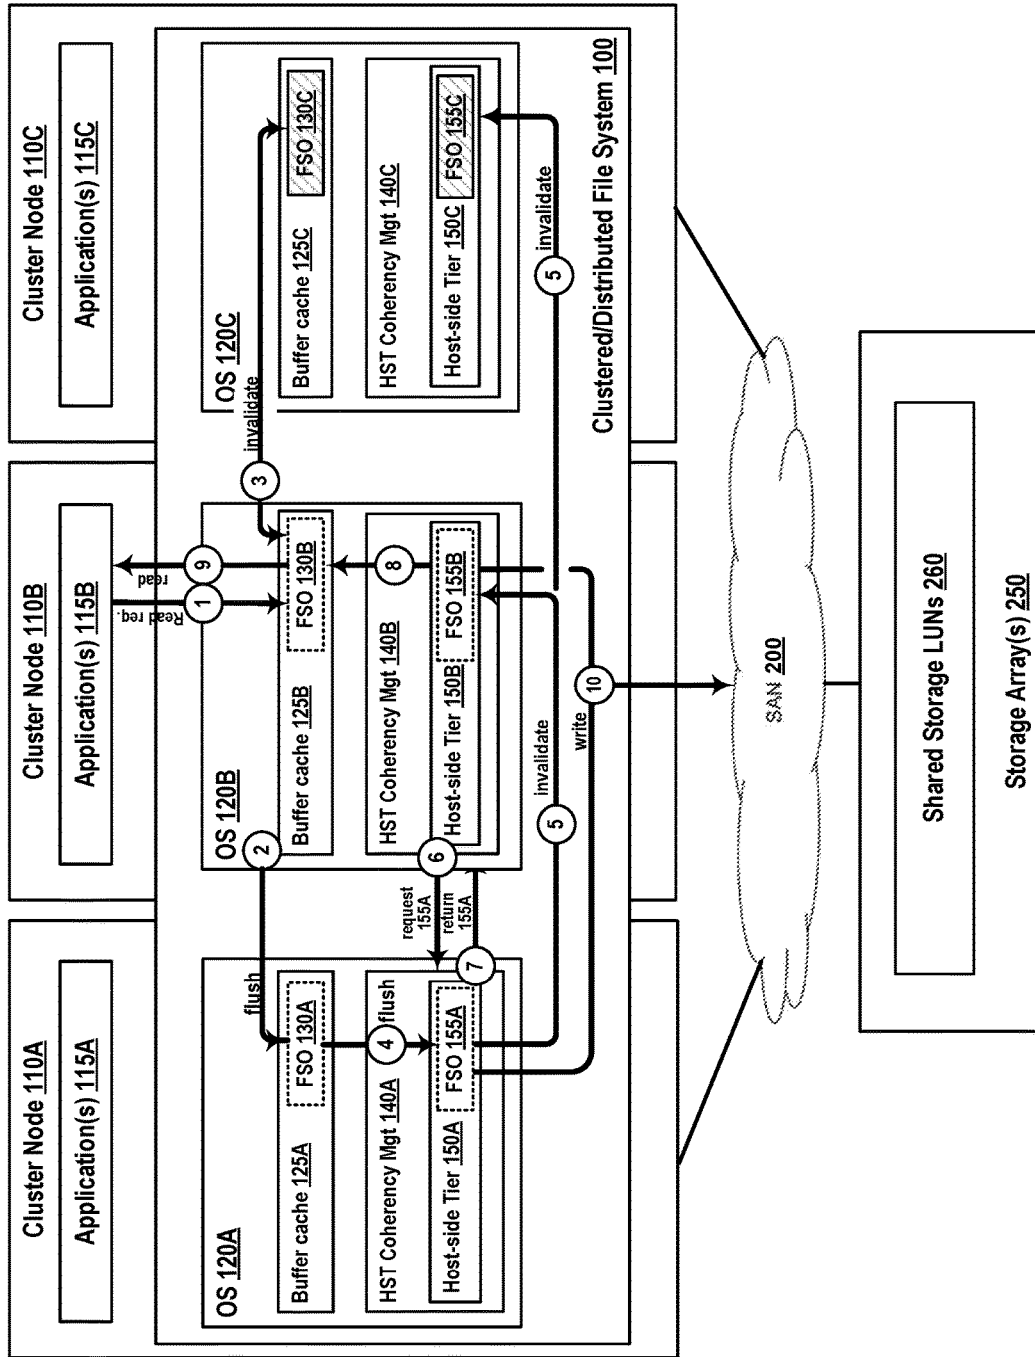 Cluster Node 110A
Application(s) 115A
OS 120A
Buffer cache 125A
FSO 130A
HST Coherency Mgt 140A
Host-side Tier 150A
FSO 155A
flush
4
flush
Cluster Node 110B
Application(s) 115B
Read req.
1
read
9
OS 120B
2
Buffer cache 125B
FSO 130B
HST Coherency Mgt 140B
8
Host-side Tier 150B
FSO 155B
6
request
155A
return
155A
7
5
invalidate
write
10
Cluster Node 110C
Application(s) 115C
3
invalidate
OS 120C
Buffer cache 125C
FSO 130C
HST Coherency Mgt 140C
Host-side Tier 150C
FSO 155C
5
invalidate
Clustered/Distributed File System 100
SAN 200
Shared Storage LUNs 260
Storage Array(s) 250